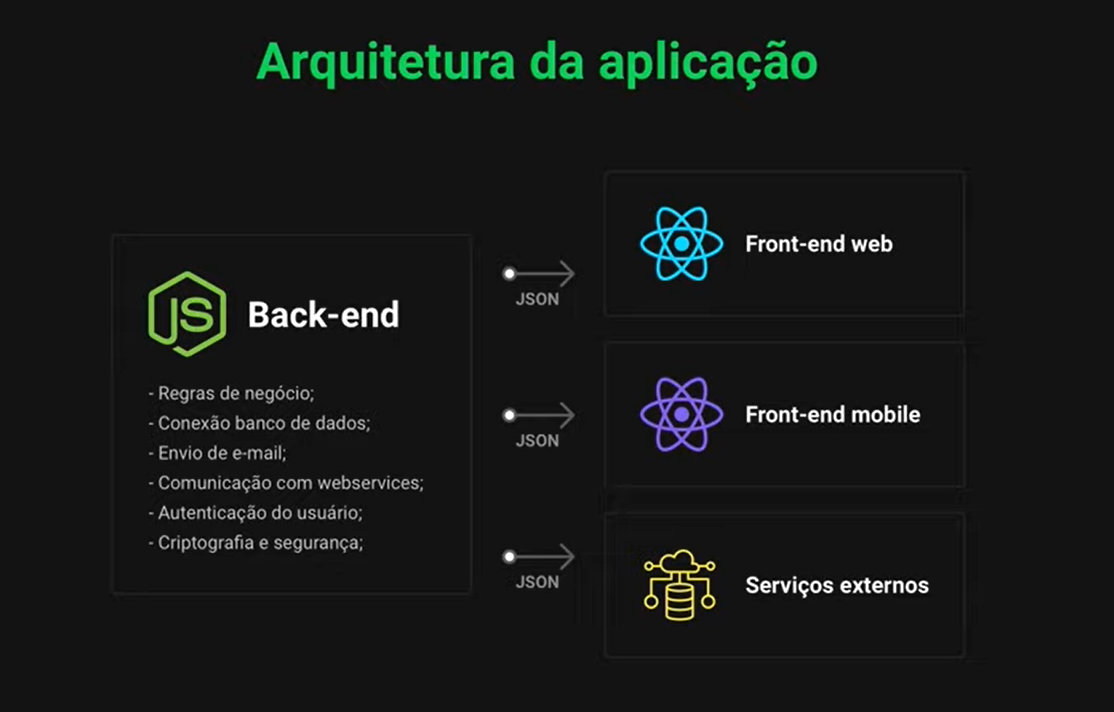 Arquitetura da aplicação
JS Back-end
- Regras de negócio;
- Conexão banco de dados;
- Envio de e-mail;
- Comunicação com webservices;
- Autenticação do usuário;
- Criptografia e segurança;
JSON
JSON
JSON
Front-end web
Front-end mobile
Serviços externos